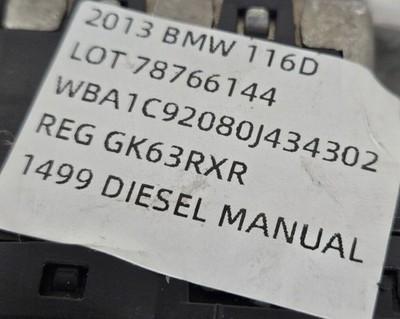 2013 BMW 116D
LOT 78766144
WBA1C92080J434302
REG GK63RXR
1499 DIESEL MANUAL